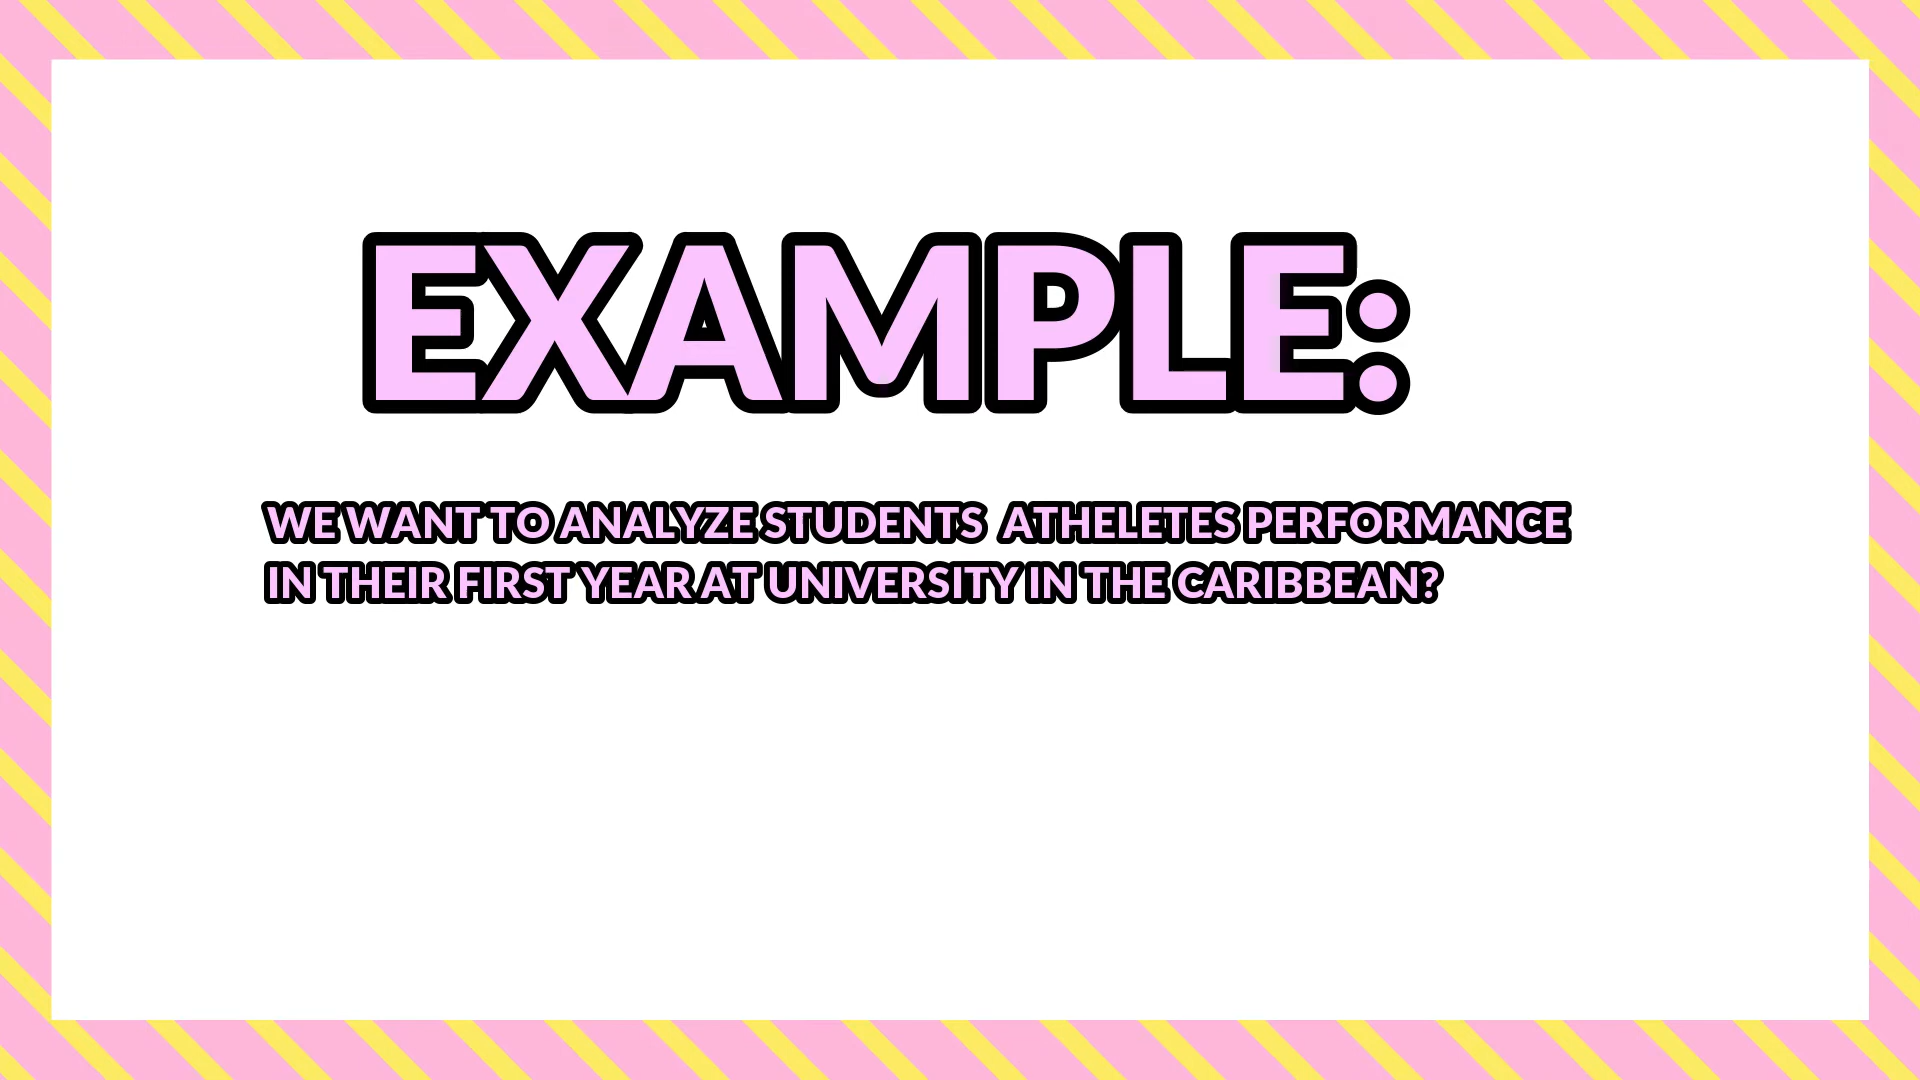 EXAMPLE:
WE WANT TO ANALYZE STUDENTS ATHELETES PERFORMANCE
IN THEIR FIRST YEAR AT UNIVERSITY IN THE CARIBBEAN?